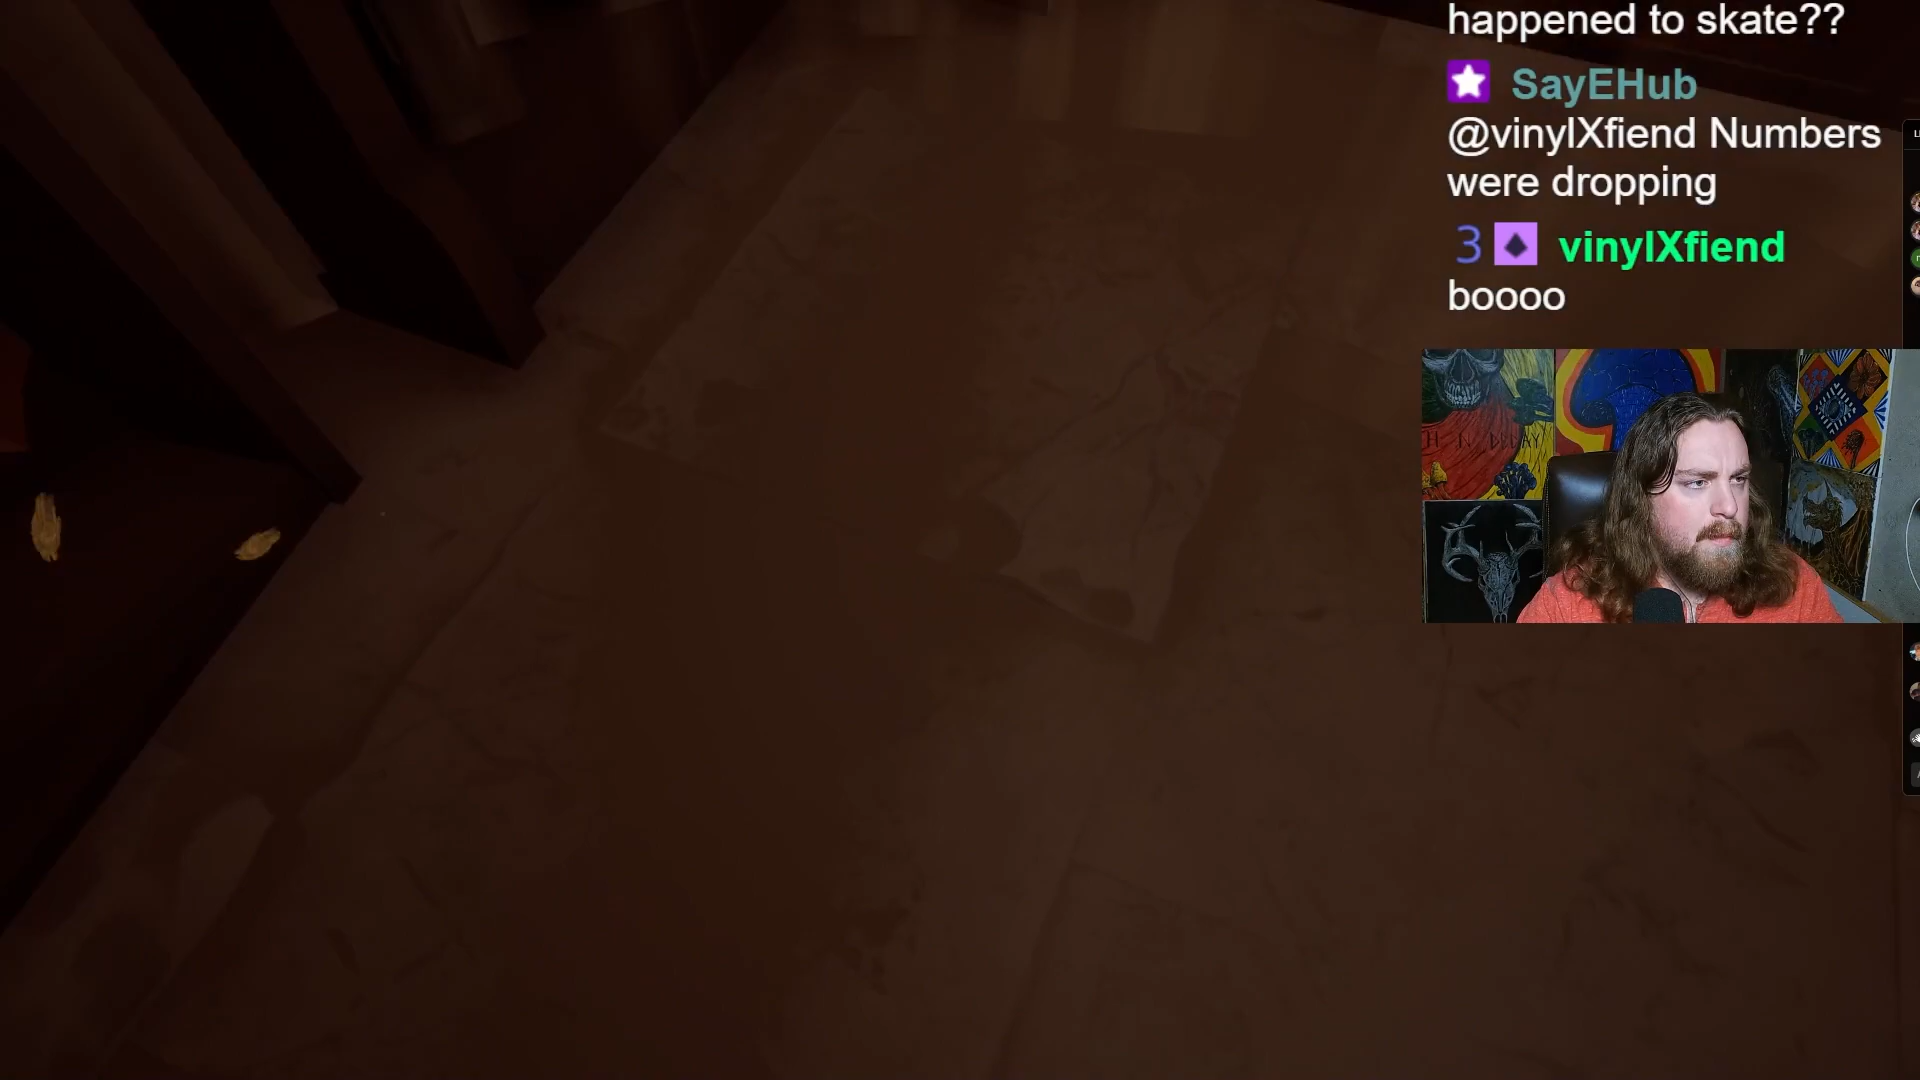 happened to skate??
SayEHub
@vinylXfiend Numbers
were dropping
3 vinylXfiend
boooo